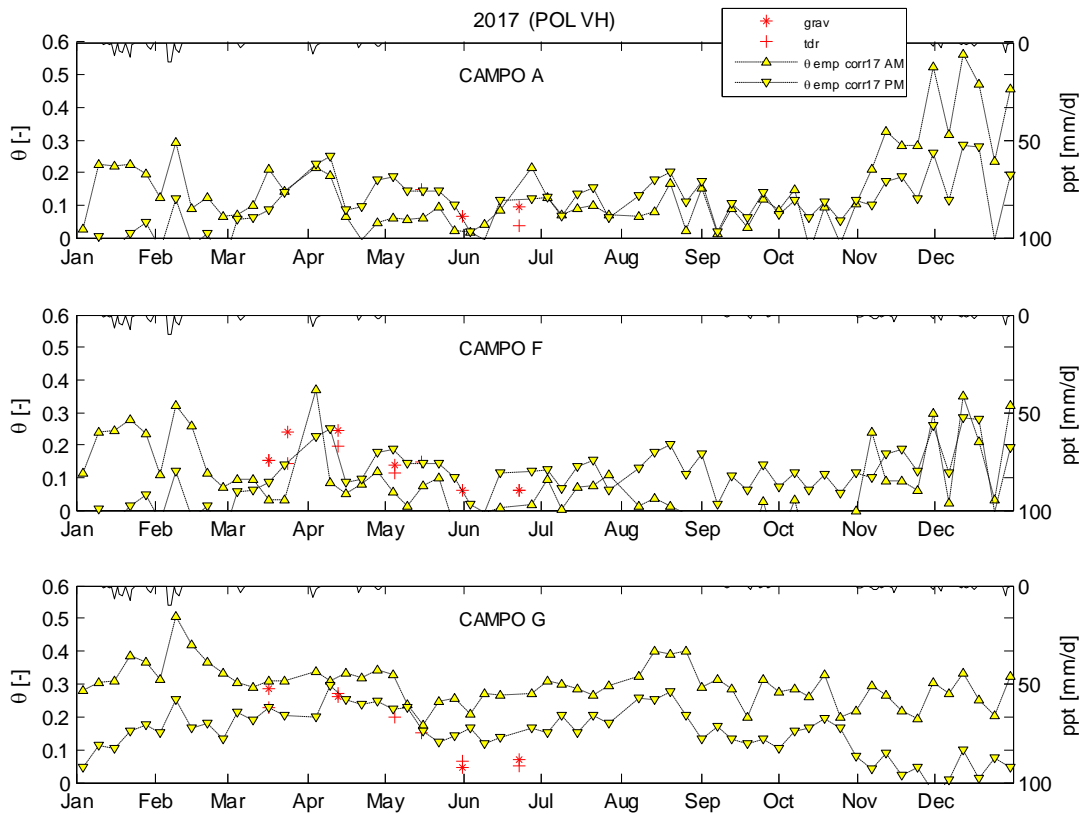 2017 (POL VH)
grav
tdr
θ emp corr17 AM
θ emp corr17 PM
CAMPO A
θ [-]
0.6
0.5
0.4
0.3
0.2
0.1
0
ppt [mm/d]
0
50
100
Jan Feb Mar Apr May Jun Jul Aug Sep Oct Nov Dec
CAMPO F
θ [-]
0.6
0.5
0.4
0.3
0.2
0.1
0
ppt [mm/d]
0
50
100
Jan Feb Mar Apr May Jun Jul Aug Sep Oct Nov Dec
CAMPO G
θ [-]
0.6
0.5
0.4
0.3
0.2
0.1
0
ppt [mm/d]
0
50
100
Jan Feb Mar Apr May Jun Jul Aug Sep Oct Nov Dec